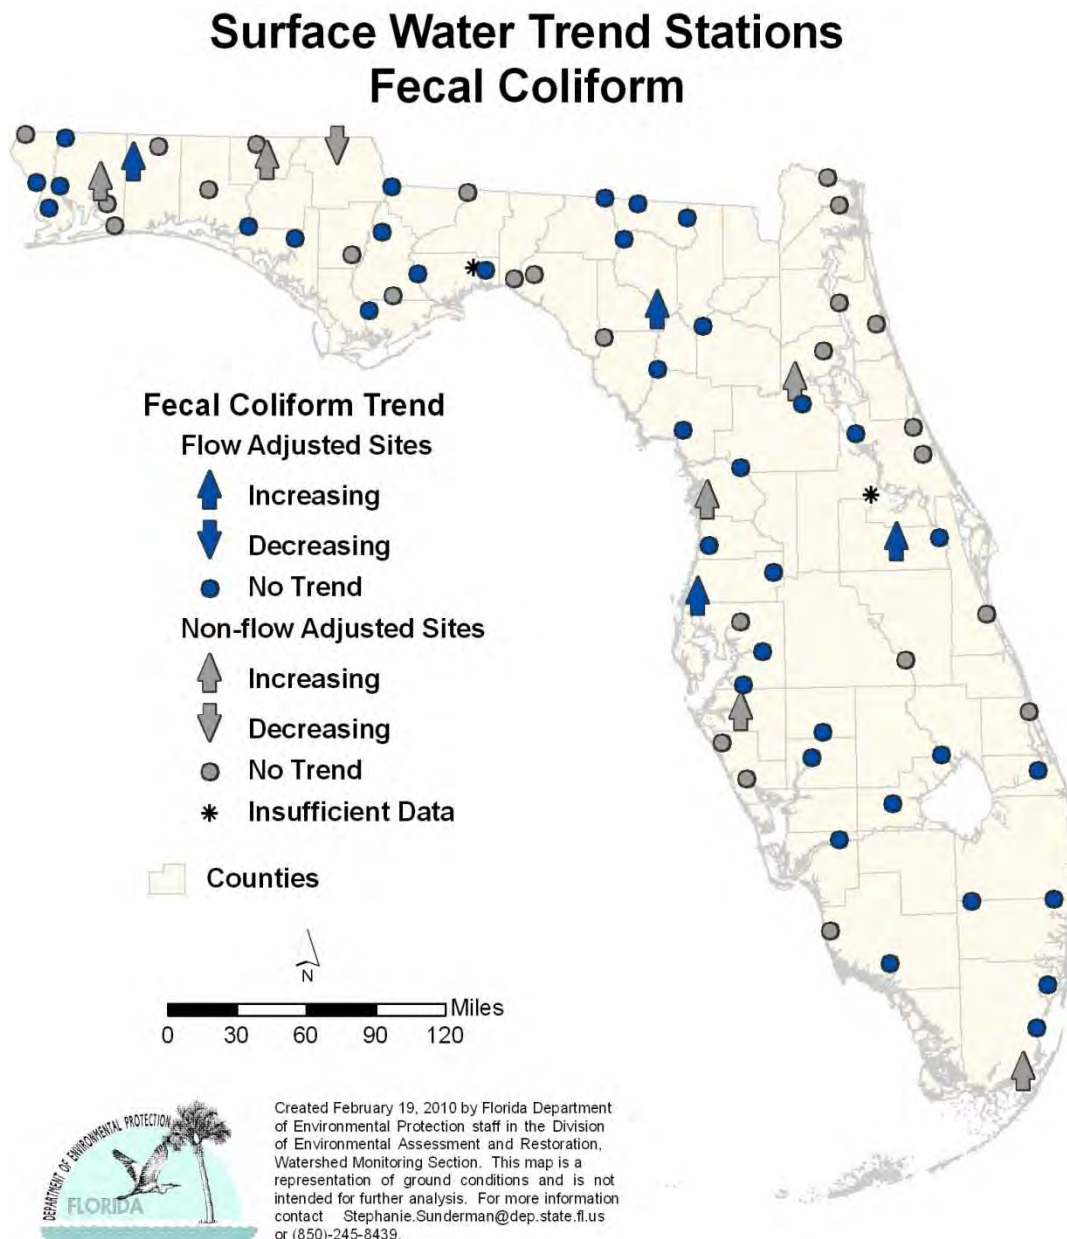 Surface Water Trend Stations
Fecal Coliform
Fecal Coliform Trend
Flow Adjusted Sites
Increasing
Decreasing
No Trend
Non-flow Adjusted Sites
Increasing
Decreasing
No Trend
Insufficient Data
Counties
N
Miles
0 30 60 90 120
DEPARTMENT OF ENVIRONMENTAL PROTECTION
FLORIDA
Created February 19, 2010 by Florida Department
of Environmental Protection staff in the Division
of Environmental Assessment and Restoration,
Watershed Monitoring Section. This map is a
representation of ground conditions and is not
intended for further analysis. For more information
contact Stephanie.Sunderman@dep.state.fl.us
or (850)-245-8439.